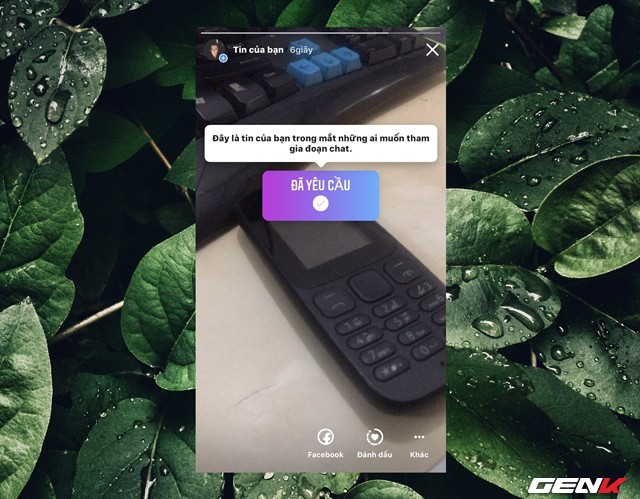 Tin của bạn 6giây
Đây là tin của bạn trong mắt những ai muốn tham
gia đoạn chat.
ĐÃ YÊU CẦU
Facebook
Đánh dấu
Khác
GENK